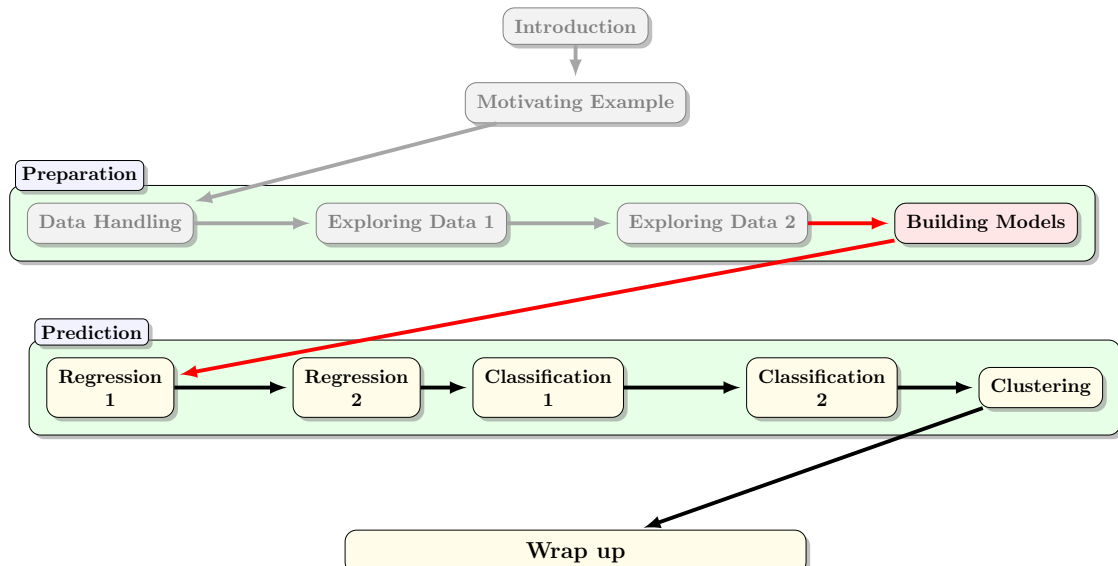 Introduction
Motivating Example
Preparation
Data Handling
Exploring Data 1
Exploring Data 2
Building Models
Prediction
Regression
1
Regression
2
Classification
1
Classification
2
Clustering
Wrap up